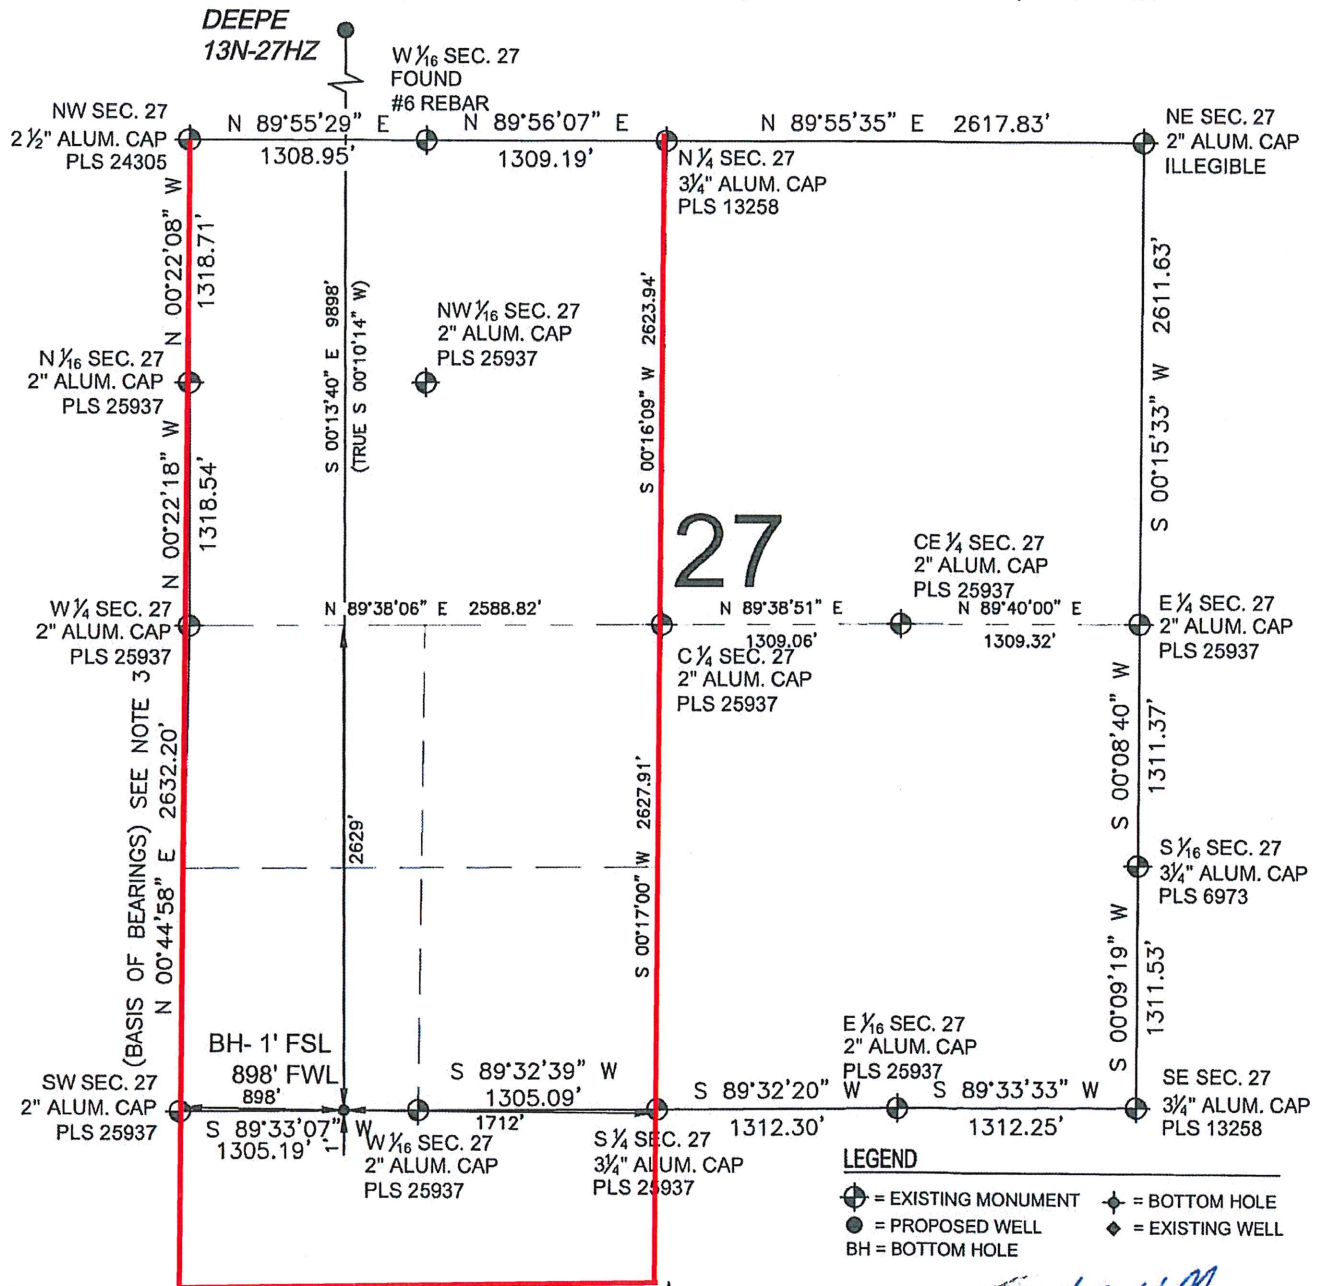 DEEPE
13N-27HZ
W 1/16 SEC. 27
FOUND
#6 REBAR
NW SEC. 27
2 1/2" ALUM. CAP
PLS 24305
N 89°55'29" E
1308.95'
N 89°56'07" E
1309.19'
N 89°55'35" E 2617.83'
NE SEC. 27
2" ALUM. CAP
ILLEGIBLE
N 1/4 SEC. 27
3 1/4" ALUM. CAP
PLS 13258
N 00°22'08" W
1318.71'
S 00°13'40" E 9898'
(TRUE S 00°10'14" W)
NW 1/16 SEC. 27
2" ALUM. CAP
PLS 25937
S 00°16'09" W 2623.94'
S 00°15'33" W 2611.63'
N 1/16 SEC. 27
2" ALUM. CAP
PLS 25937
N 00°22'18" W
1318.54'
27
CE 1/4 SEC. 27
2" ALUM. CAP
PLS 25937
W 1/4 SEC. 27
2" ALUM. CAP
PLS 25937
N 89°38'06" E 2588.82'
N 89°38'51" E
1309.06'
N 89°40'00" E
1309.32'
E 1/4 SEC. 27
2" ALUM. CAP
PLS 25937
C 1/4 SEC. 27
2" ALUM. CAP
PLS 25937
(BASIS OF BEARINGS) SEE NOTE 3
N 00°44'58" E 2632.20'
2629'
S 00°17'00" W 2627.91'
S 00°08'40" W
1311.37'
S 1/16 SEC. 27
3 1/4" ALUM. CAP
PLS 6973
S 00°09'19" W
1311.53'
BH- 1' FSL
898' FWL
898'
SW SEC. 27
2" ALUM. CAP
PLS 25937
S 89°33'07" W
1305.19'
1'
S 89°32'39" W
1305.09'
1712'
W 1/16 SEC. 27
2" ALUM. CAP
PLS 25937
S 1/4 SEC. 27
3 1/4" ALUM. CAP
PLS 25937
S 89°32'20" W
1312.30'
E 1/16 SEC. 27
2" ALUM. CAP
PLS 25937
S 89°33'33" W
1312.25'
SE SEC. 27
3 1/4" ALUM. CAP
PLS 13258
LEGEND
= EXISTING MONUMENT
= BOTTOM HOLE
= PROPOSED WELL
= EXISTING WELL
BH = BOTTOM HOLE